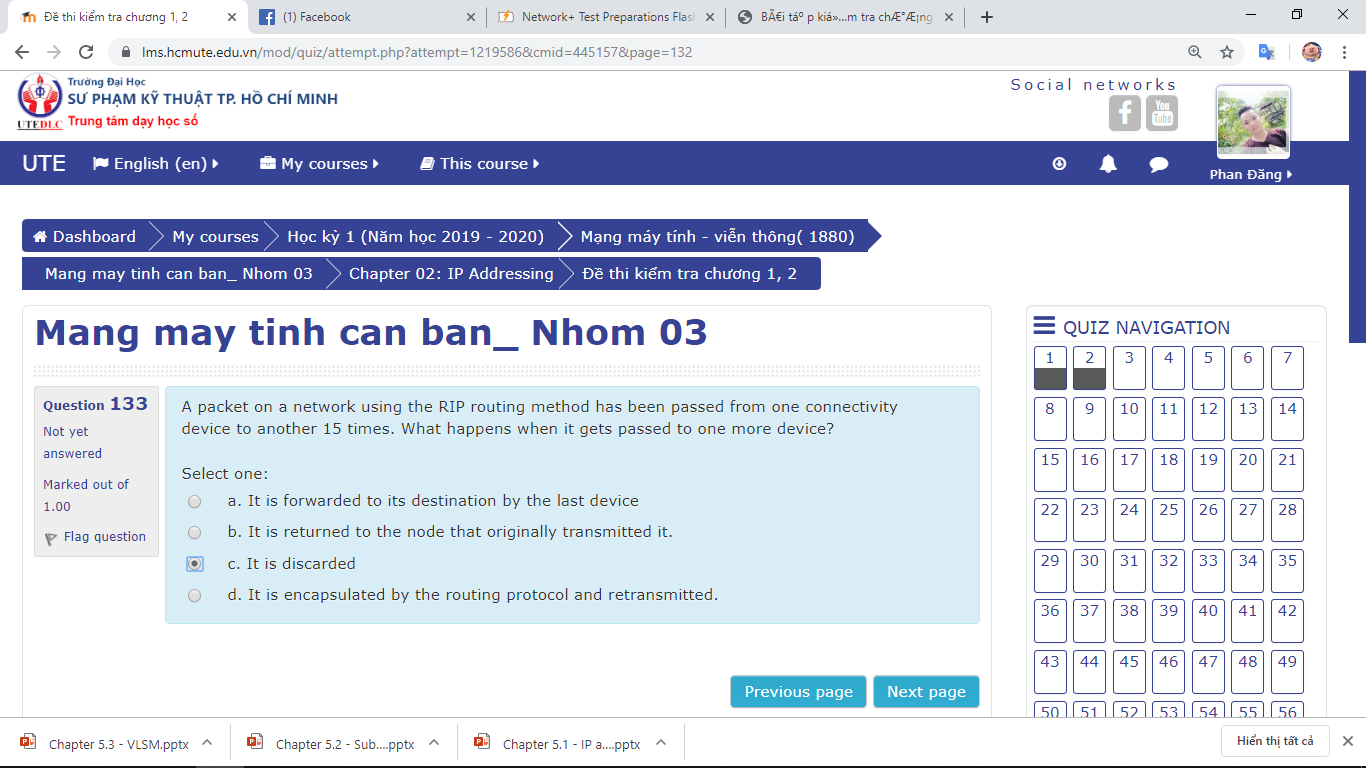 Đề thi kiểm tra chương 1, 2
(1) Facebook
Network+ Test Preparations Flas
BÃ€i táº p kiá»...m tra chÆ°Æ¡ng
lms.hcmute.edu.vn/mod/quiz/attempt.php?attempt=1219586&cmid=445157&page=132
Trường Đại Học
SƯ PHẠM KỸ THUẬT TP. HỒ CHÍ MINH
UTEDLC Trung tâm dạy học số
Social networks
You
Tube
UTE English (en) My courses This course
Phan Đăng
Dashboard My courses Học kỳ 1 (Năm học 2019 - 2020) Mạng máy tính - viễn thông( 1880)
Mang may tinh can ban_ Nhom 03 Chapter 02: IP Addressing Đề thi kiểm tra chương 1, 2
Mang may tinh can ban_ Nhom 03
Question 133
Not yet
answered
Marked out of
1.00
Flag question
A packet on a network using the RIP routing method has been passed from one connectivity
device to another 15 times. What happens when it gets passed to one more device?
Select one:
a. It is forwarded to its destination by the last device
b. It is returned to the node that originally transmitted it.
c. It is discarded
d. It is encapsulated by the routing protocol and retransmitted.
Previous page Next page
QUIZ NAVIGATION
1 2 3 4 5 6 7
8 9 10 11 12 13 14
15 16 17 18 19 20 21
22 23 24 25 26 27 28
29 30 31 32 33 34 35
36 37 38 39 40 41 42
43 44 45 46 47 48 49
50 51 52 53 54 55 56
Chapter 5.3 - VLSM.pptx
Chapter 5.2 - Sub....pptx
Chapter 5.1 - IP a....pptx
Hiển thị tất cả